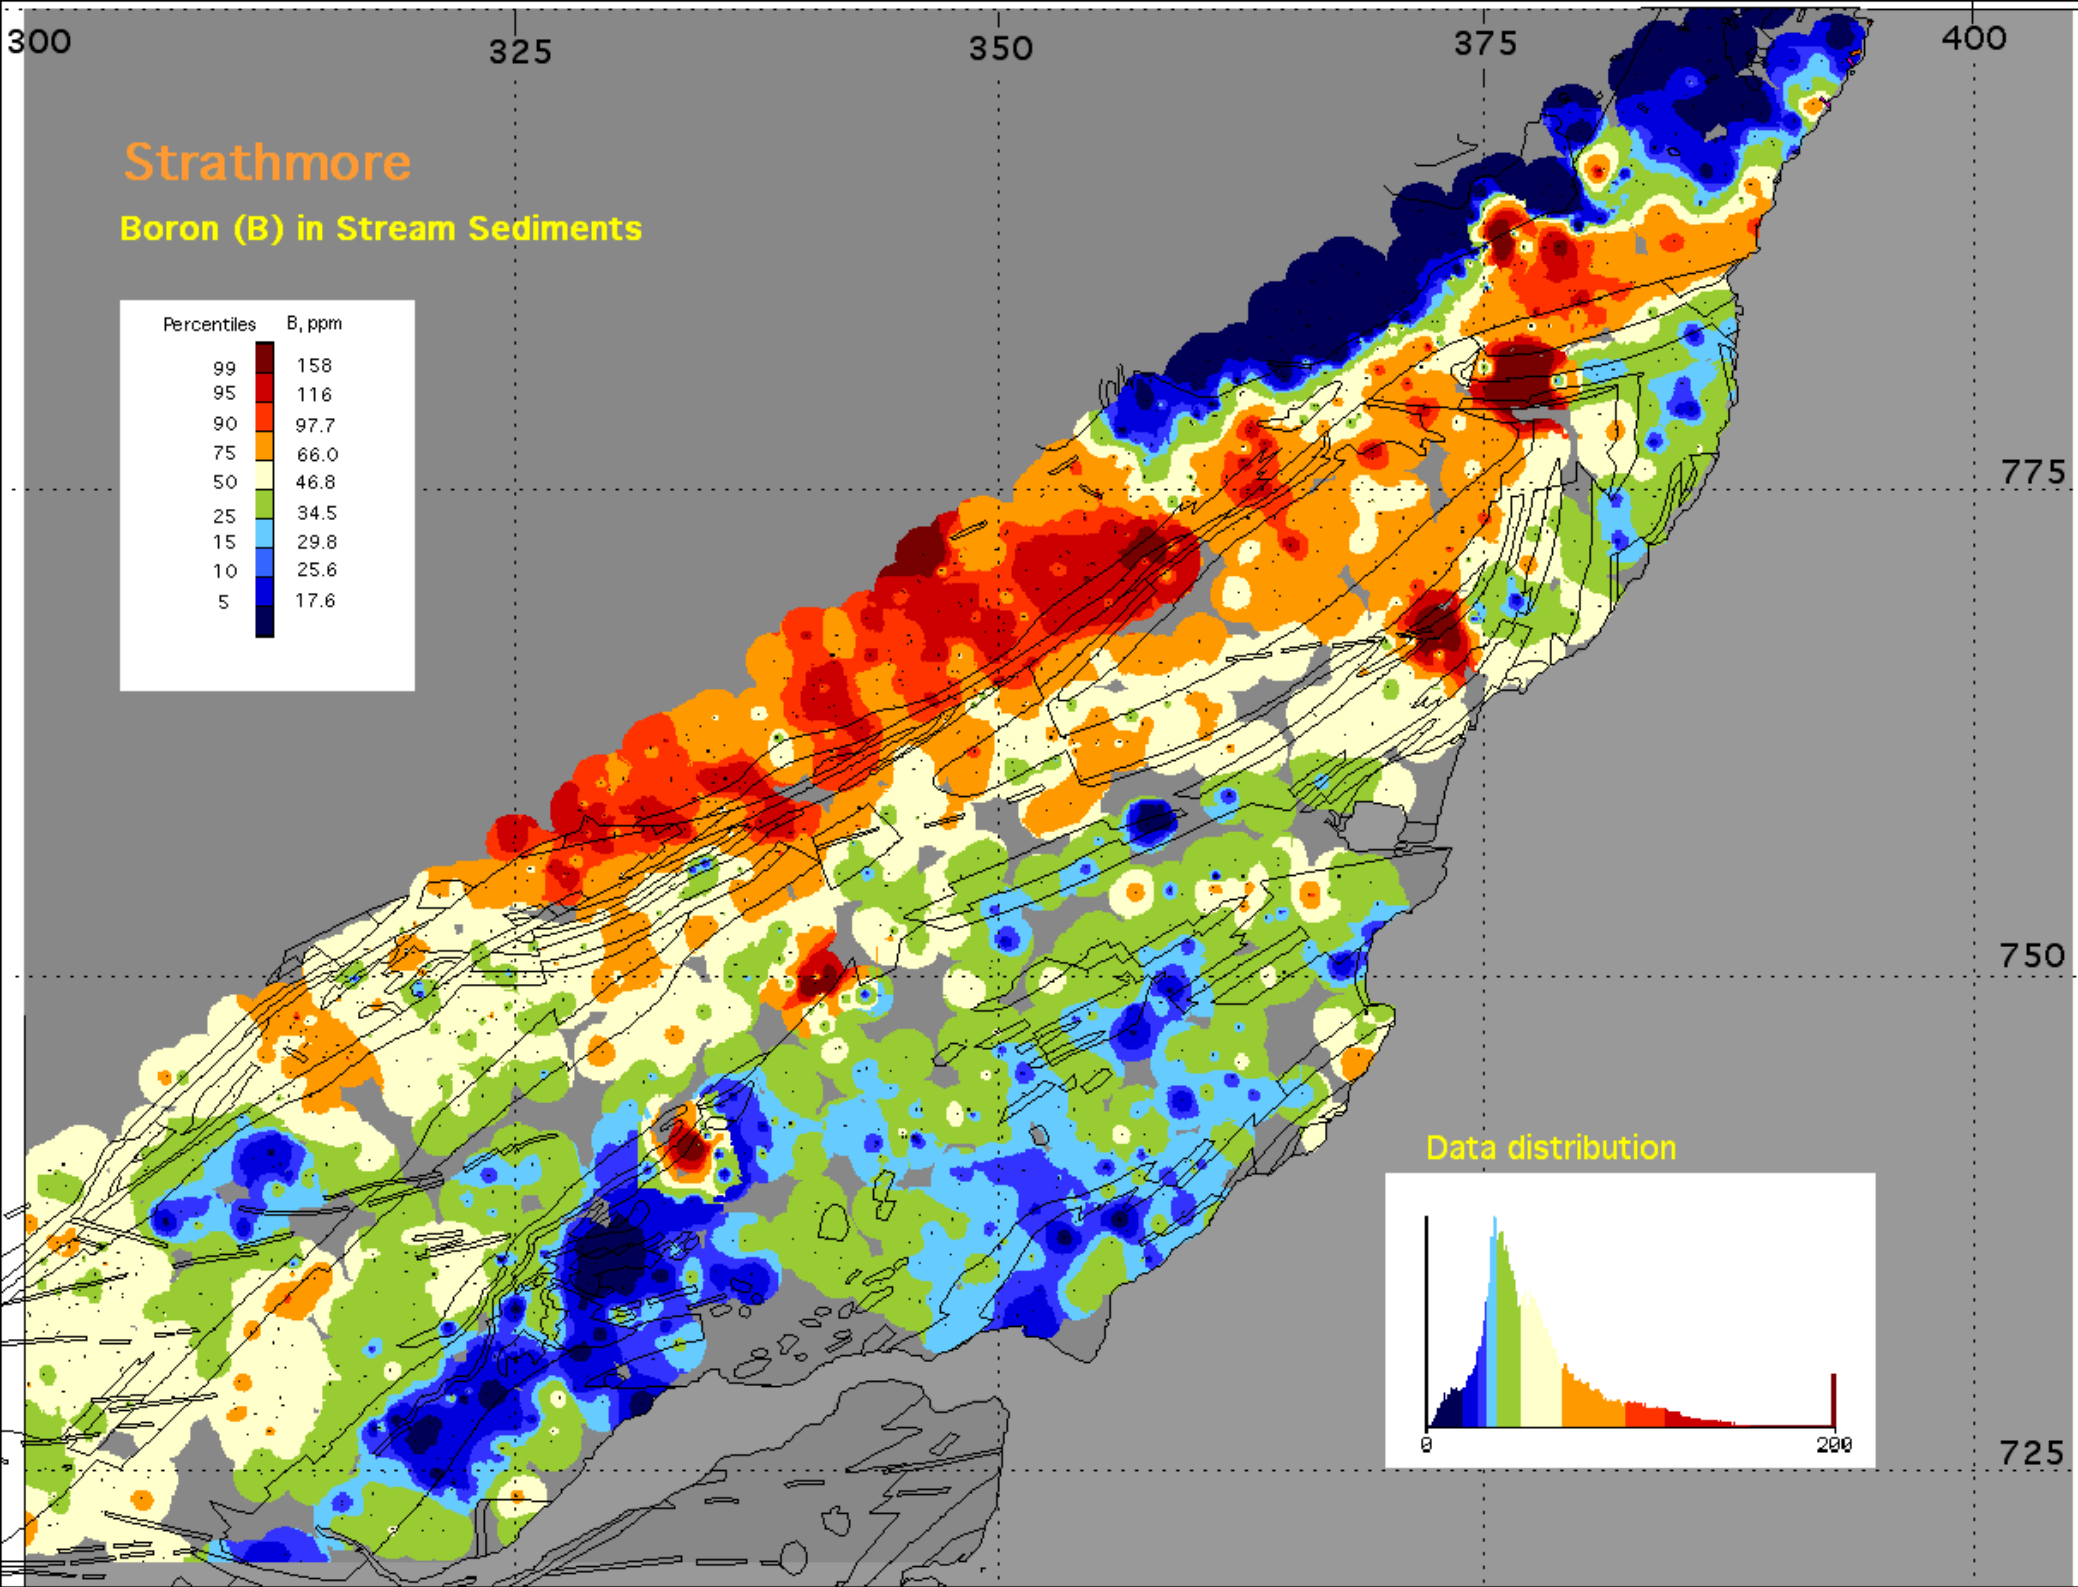 300 325 350 375 400
Strathmore
Boron (B) in Stream Sediments
Percentiles B, ppm
99 158
95 116
90 97.7
75 66.0
50 46.8
25 34.5
15 29.8
10 25.6
5 17.6
775
750
725
Data distribution
0 200